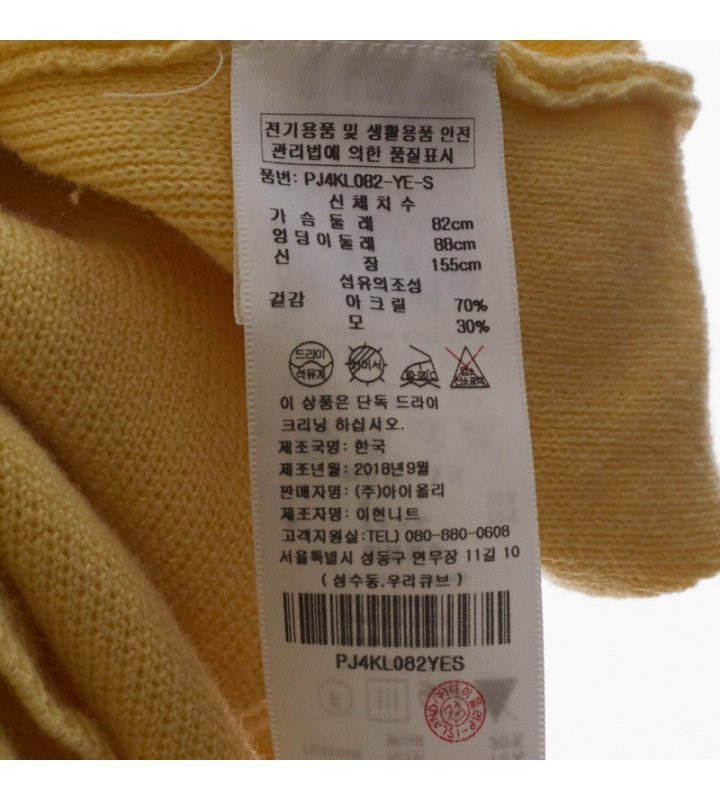 전기용품 및 생활용품 안전
관리법에 의한 품질표시
품번: PJ4KL082-YE-S
신체치수
가 슴 둘 레 82cm
엉덩이둘레 88cm
신 장 155cm
섬유의조성
겉감 아 크 릴 70%
모 30%
드라이
석유계
이 상품은 단독 드라이
크리닝 하십시오.
제조국명: 한국
제조년월: 2018년9월
판매자명: (주)아이올리
제조자명: 이현니트
고객지원실:TEL) 080-880-0608
서울특별시 성동구 연무장 11길 10
( 성수동.우리큐브 )
PJ4KL082YES